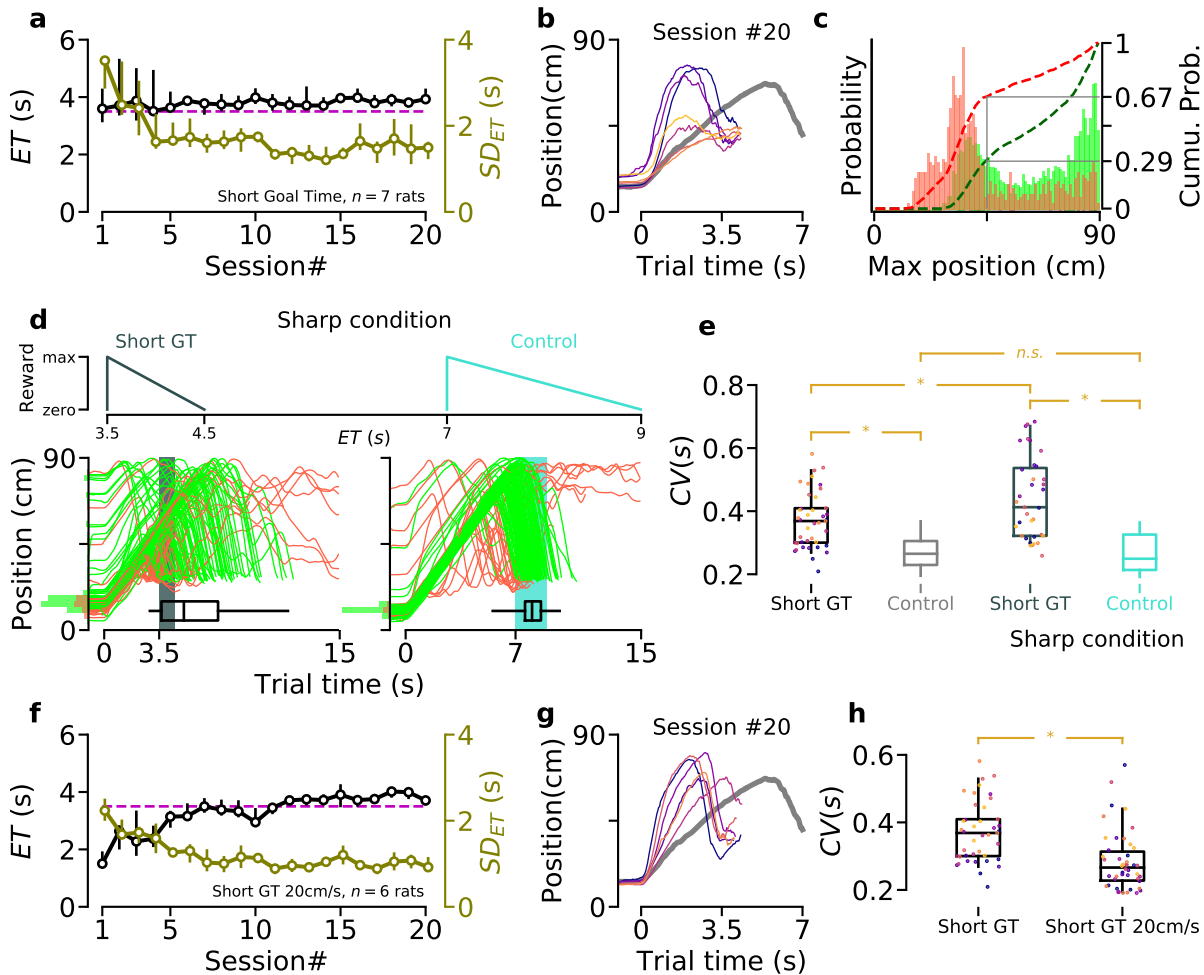 a
6
4
2
0
ET (s)
4
2
0
SD_ET (s)
Short Goal Time, n = 7 rats
1 5 10 15 20
Session#
b
Session #20
90
0
Position(cm)
0 3.5 7
Trial time (s)
c
Probability
1
0.67
0.29
0
Cumu. Prob.
0 90
Max position (cm)
d
Sharp condition
Short GT
Control
Reward
max
zero
3.5 4.5 7 9
ET (s)
90
0
Position (cm)
0 3.5 15
0 7 15
Trial time (s)
e
n.s.
*
*
*
0.8
0.6
0.4
0.2
CV(s)
Short GT Control Short GT Control
Sharp condition
f
6
4
2
0
ET (s)
4
2
0
SD_ET (s)
Short GT 20cm/s, n = 6 rats
1 5 10 15 20
Session#
g
Session #20
90
0
Position(cm)
0 3.5 7
Trial time (s)
h
*
0.6
0.4
0.2
CV(s)
Short GT Short GT 20cm/s